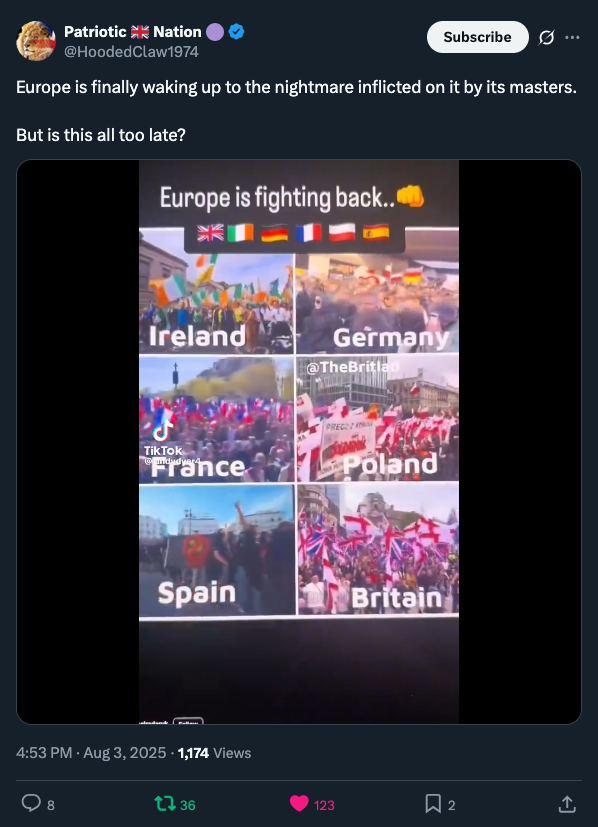 Patriotic 🇬🇧 Nation
@HoodedClaw1974
Subscribe
Europe is finally waking up to the nightmare inflicted on it by its masters.
But is this all too late?
Europe is fighting back..👊
Ireland
Germany
@TheBritlad
TikTok
France
PRECZ Z
Poland
Spain
Britain
Follow
4:53 PM · Aug 3, 2025 · 1,174 Views
8
36
123
2